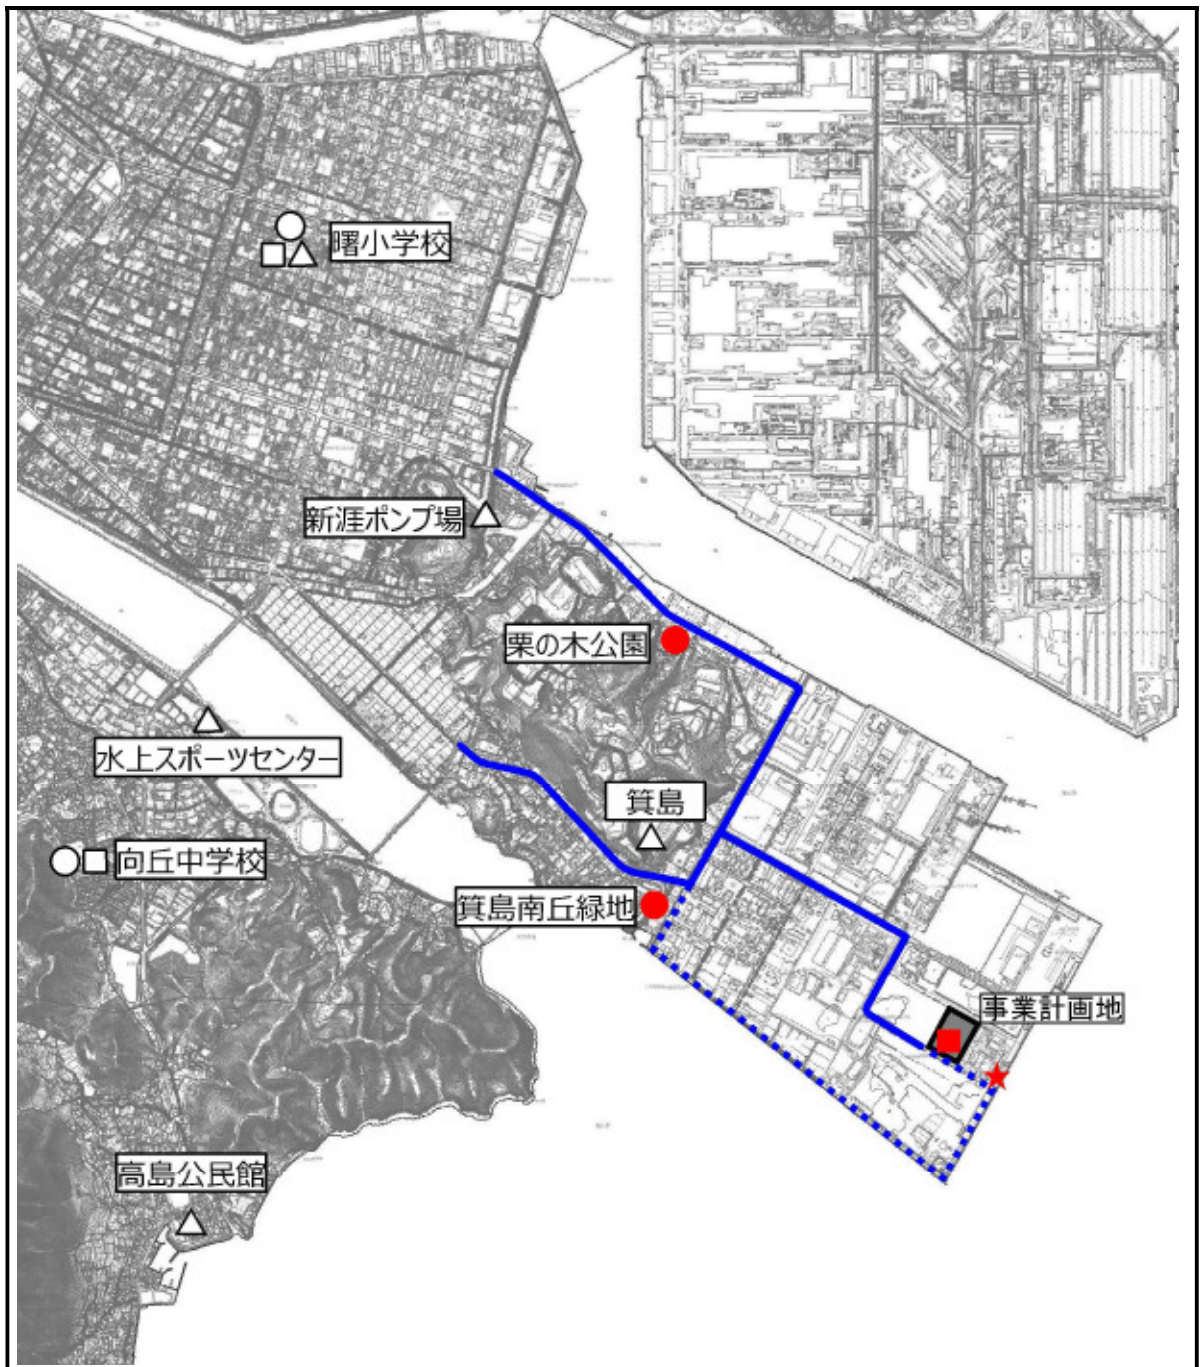 曙小学校
新涯ポンプ場
栗の木公園
水上スポーツセンター
箕島
向丘中学校
箕島南丘緑地
事業計画地
高島公民館